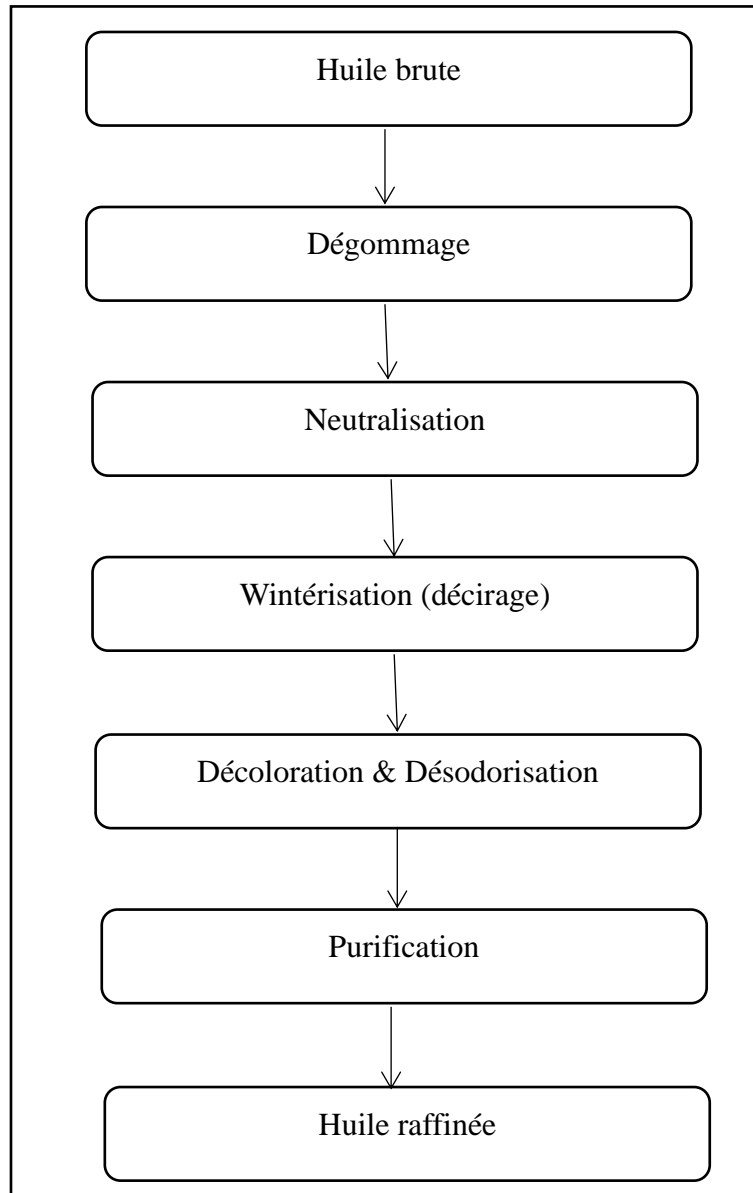 Huile brute
Dégommage
Neutralisation
Wintérisation (décirage)
Décoloration & Désodorisation
Purification
Huile raffinée